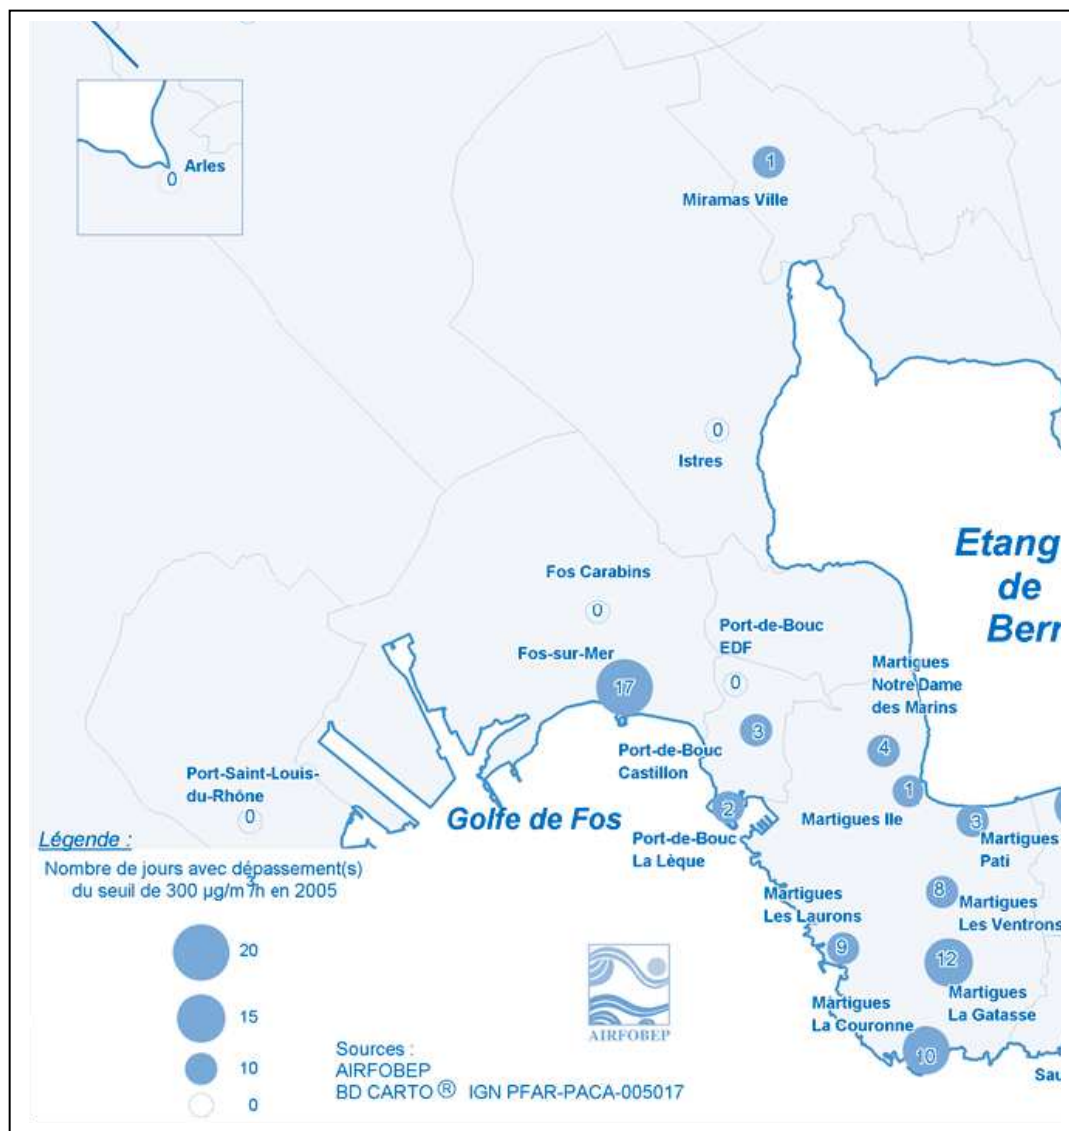 Arles
0
1
Miramas Ville
0
Istres
Etang
de
Berr
Fos Carabins
0
Port-de-Bouc
EDF
0
Fos-sur-Mer
17
Martigues
Notre Dame
des Marins
4
3
Port-de-Bouc
Castillon
Port-Saint-Louis-
du-Rhône
0
Golfe de Fos
2
Port-de-Bouc
La Lèque
1
Martigues Ile
3
Martigues
Pati
8
Martigues
Les Ventrons
Martigues
Les Laurons
9
12
Martigues
La Gatasse
Martigues
La Couronne
10
Sau
Légende :
Nombre de jours avec dépassement(s)
du seuil de 300 µg/m³/h en 2005
20
15
10
0
AIRFOBEP
Sources :
AIRFOBEP
BD CARTO ® IGN PFAR-PACA-005017